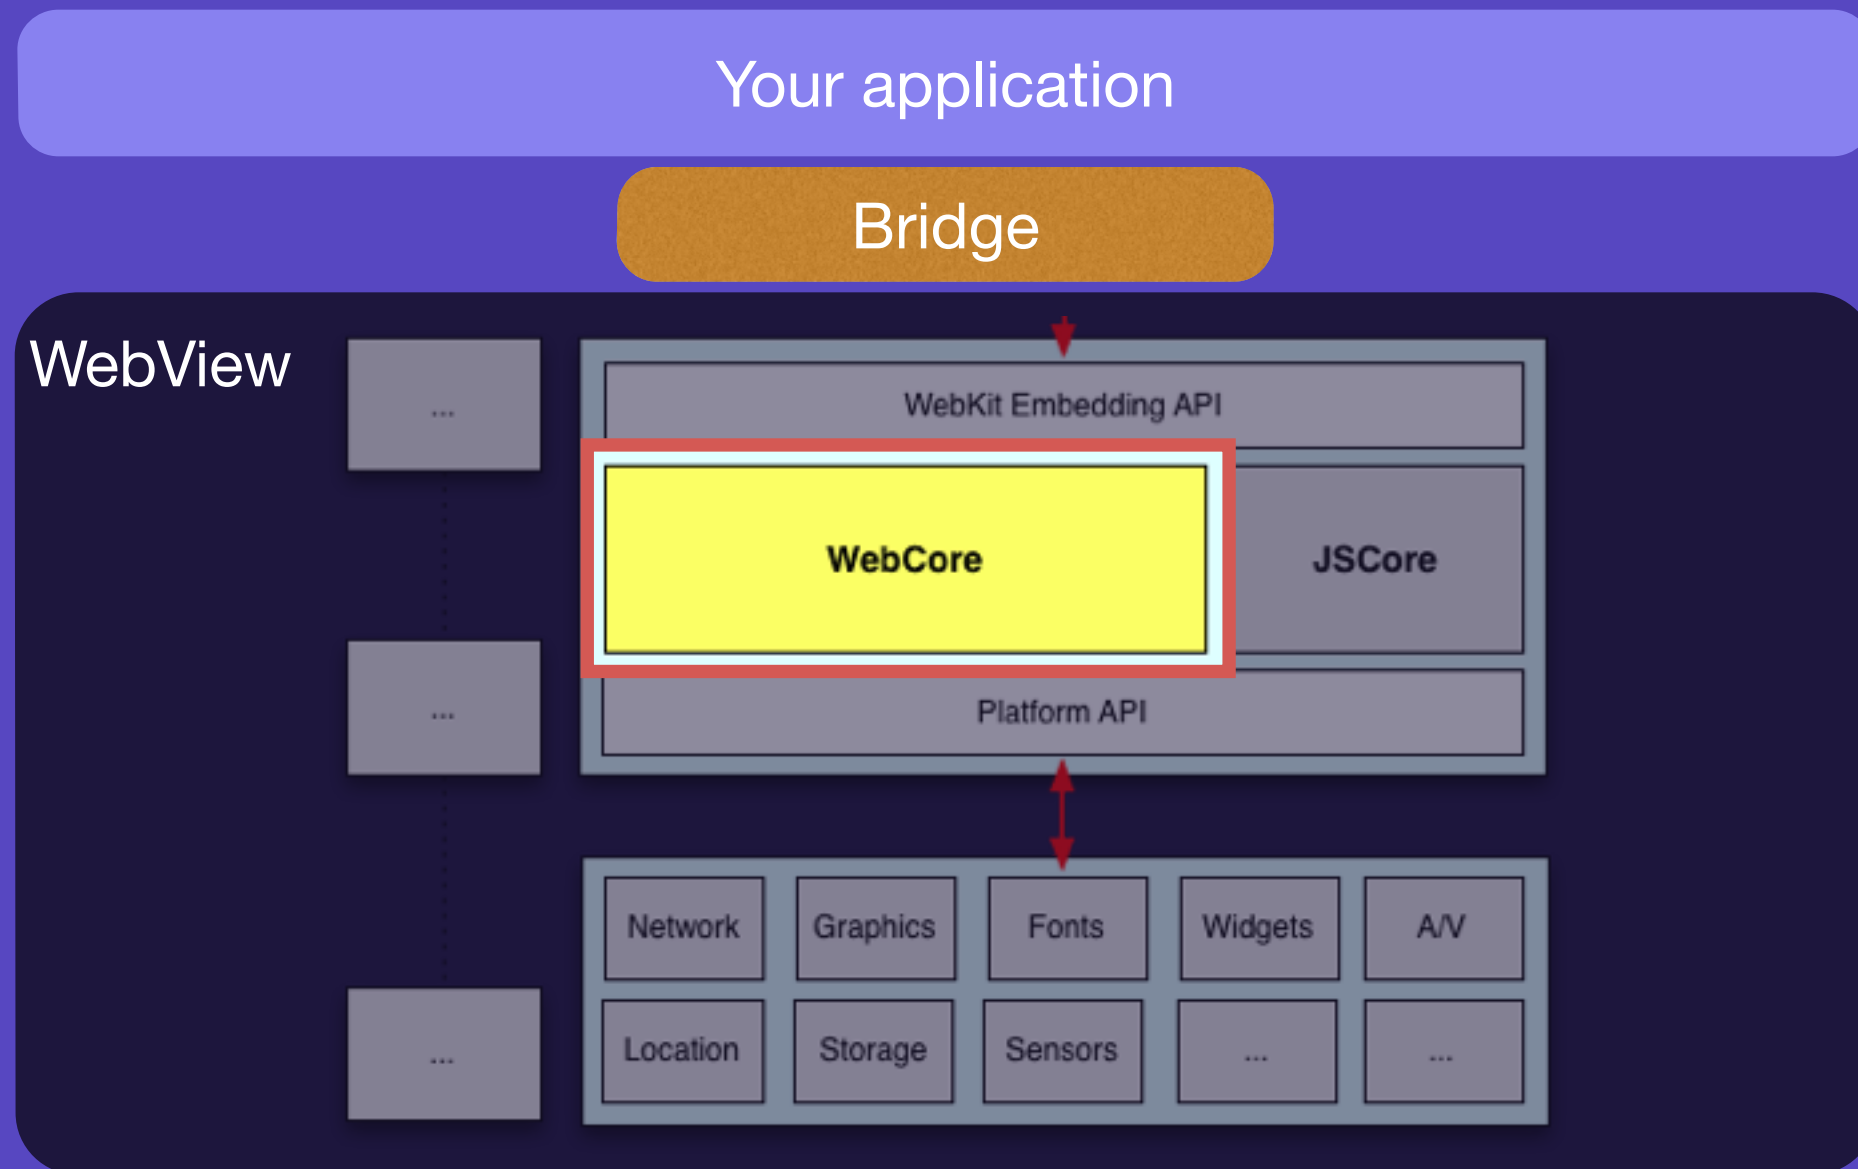 Your application
Bridge
WebView
...
WebKit Embedding API
WebCore
JSCore
...
Platform API
Network
Graphics
Fonts
Widgets
A/V
...
Location
Storage
Sensors
...
...